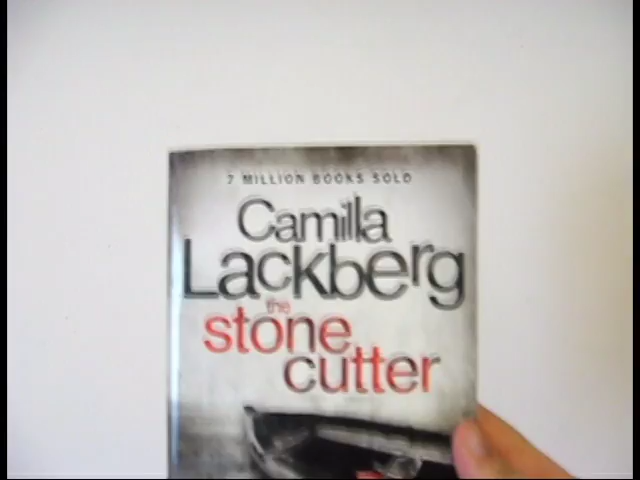 7 MILLION BOOKS SOLD
Camilla
Lackberg
the
stone
cutter